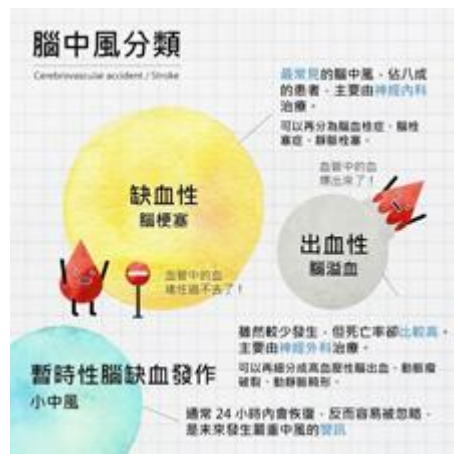 腦中風分類
Cerebrovascular accident / Stroke
最常見的腦中風，佔八成
的患者，主要由神經內科
治療。
可以再分為腦血栓症、腦栓
塞症、靜脈栓塞。
缺血性
腦梗塞
血管中的血
塞住過不去了！
血管中的血
爆出來了！
出血性
腦溢血
雖然較少發生，但死亡率卻比較高。
主要由神經外科治療。
可以再細分成高血壓性腦出血、動脈瘤
破裂、動靜脈畸形。
暫時性腦缺血發作
小中風
通常 24 小時內會恢復，反而容易被忽略，
是未來發生嚴重中風的警訊